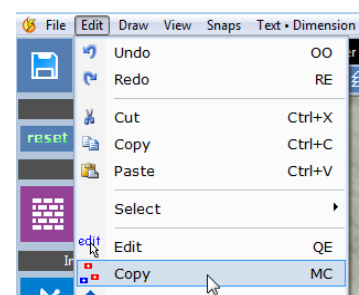 File Edit Draw View Snaps Text • Dimension
Undo OO
Redo RE
Cut Ctrl+X
reset
Copy Ctrl+C
Paste Ctrl+V
Select
edit
Edit QE
Copy MC